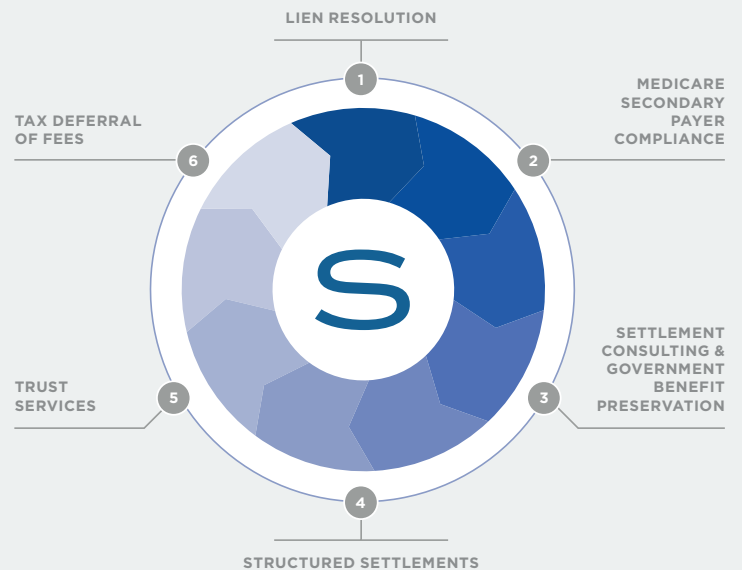 LIEN RESOLUTION
1
MEDICARE
SECONDARY
PAYER
COMPLIANCE
2
TAX DEFERRAL
OF FEES
6
S
SETTLEMENT
CONSULTING &
GOVERNMENT
BENEFIT
PRESERVATION
3
TRUST
SERVICES
5
4
STRUCTURED SETTLEMENTS